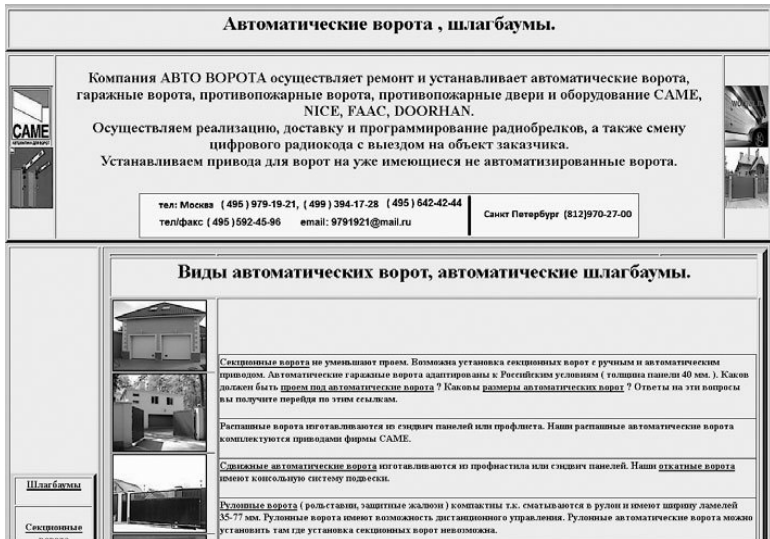 Автоматические ворота , шлагбаумы.
Компания АВТО ВОРОТА осуществляет ремонт и устанавливает автоматические ворота,
гаражные ворота, противопожарные ворота, противопожарные двери и оборудование CAME,
NICE, FAAC, DOORHAN.
Осуществляем реализацию, доставку и программирование радиобрелков, а также смену
цифрового радиокода с выездом на объект заказчика.
Устанавливаем привода для ворот на уже имеющиеся не автоматизированные ворота.
CAME
тел: Москва ( 495 ) 979-19-21, ( 499 ) 394-17-28 ( 495 ) 642-42-44
тел/факс ( 495 ) 592-45-96 email: 9791921@mail.ru
Санкт Петербург (812)970-27-00
Виды автоматических ворот, автоматические шлагбаумы.
Секционные ворота не уменьшают проем. Возможна установка секционных ворот с ручным и автоматическим
приводом. Автоматические гаражные ворота адаптированы к Российским условиям ( толщина панели 40 мм. ). Каков
должен быть проем под автоматические ворота ? Каковы размеры автоматических ворот ? Ответы на эти вопросы
вы получите перейдя по этим ссылкам.
Распашные ворота изготавливаются из сэндвич панелей или профлиста. Наши распашные автоматические ворота
комплектуются приводами фирмы CAME.
Сдвижные автоматические ворота изготавливаются из профнастила или сэндвич панелей. Наши откатные ворота
имеют консольную систему подвески.
Рулонные ворота ( рольставни, защитные жалюзи ) компактны т.к. сматываются в рулон и имеют ширину ламелей
35-77 мм. Рулонные ворота имеют возможность дистанционного управления. Рулонные автоматические ворота можно
установить там где установка секционных ворот невозможна.
Шлагбаумы
Секционные